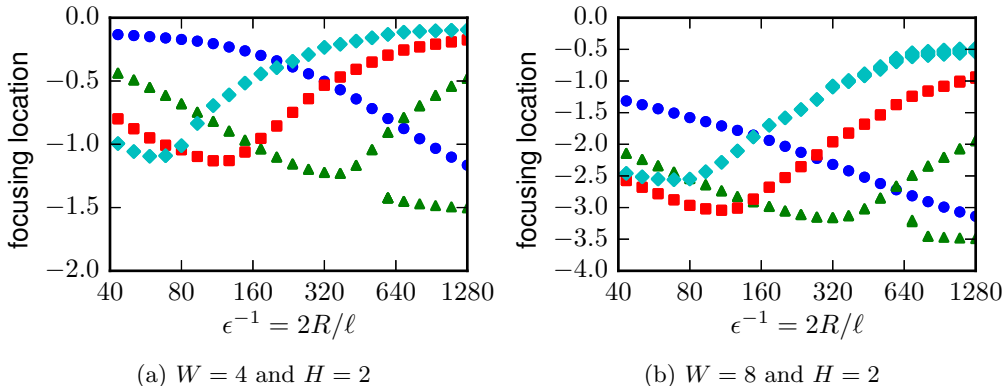 0.0
−0.5
−1.0
−1.5
−2.0
focusing location
40 80 160 320 640 1280
ϵ⁻¹ = 2R/ℓ
(a) W = 4 and H = 2
0.0
−0.5
−1.0
−1.5
−2.0
−2.5
−3.0
−3.5
−4.0
focusing location
40 80 160 320 640 1280
ϵ⁻¹ = 2R/ℓ
(b) W = 8 and H = 2